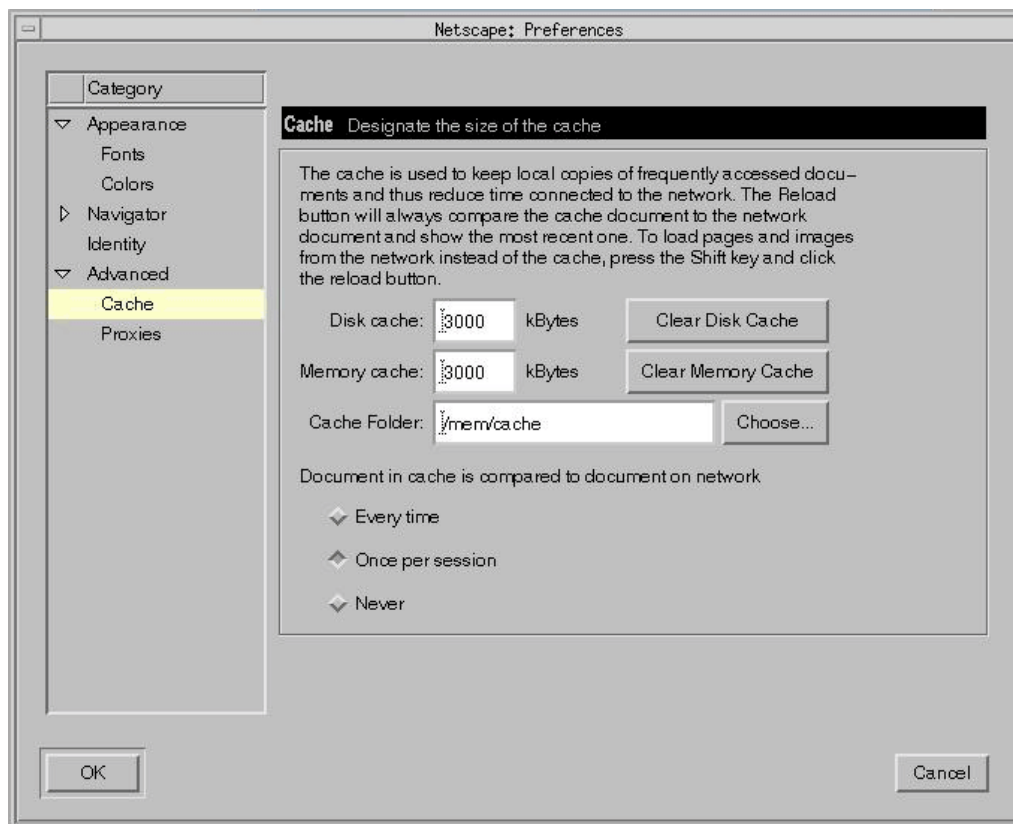 Netscape: Preferences
Category
Appearance
Fonts
Colors
Navigator
Identity
Advanced
Cache
Proxies
Cache Designate the size of the cache
The cache is used to keep local copies of frequently accessed docu-
ments and thus reduce time connected to the network. The Reload
button will always compare the cache document to the network
document and show the most recent one. To load pages and images
from the network instead of the cache, press the Shift key and click
the reload button.
Disk cache: 3000 kBytes Clear Disk Cache
Memory cache: 3000 kBytes Clear Memory Cache
Cache Folder: /mem/cache Choose...
Document in cache is compared to document on network
Every time
Once per session
Never
OK Cancel